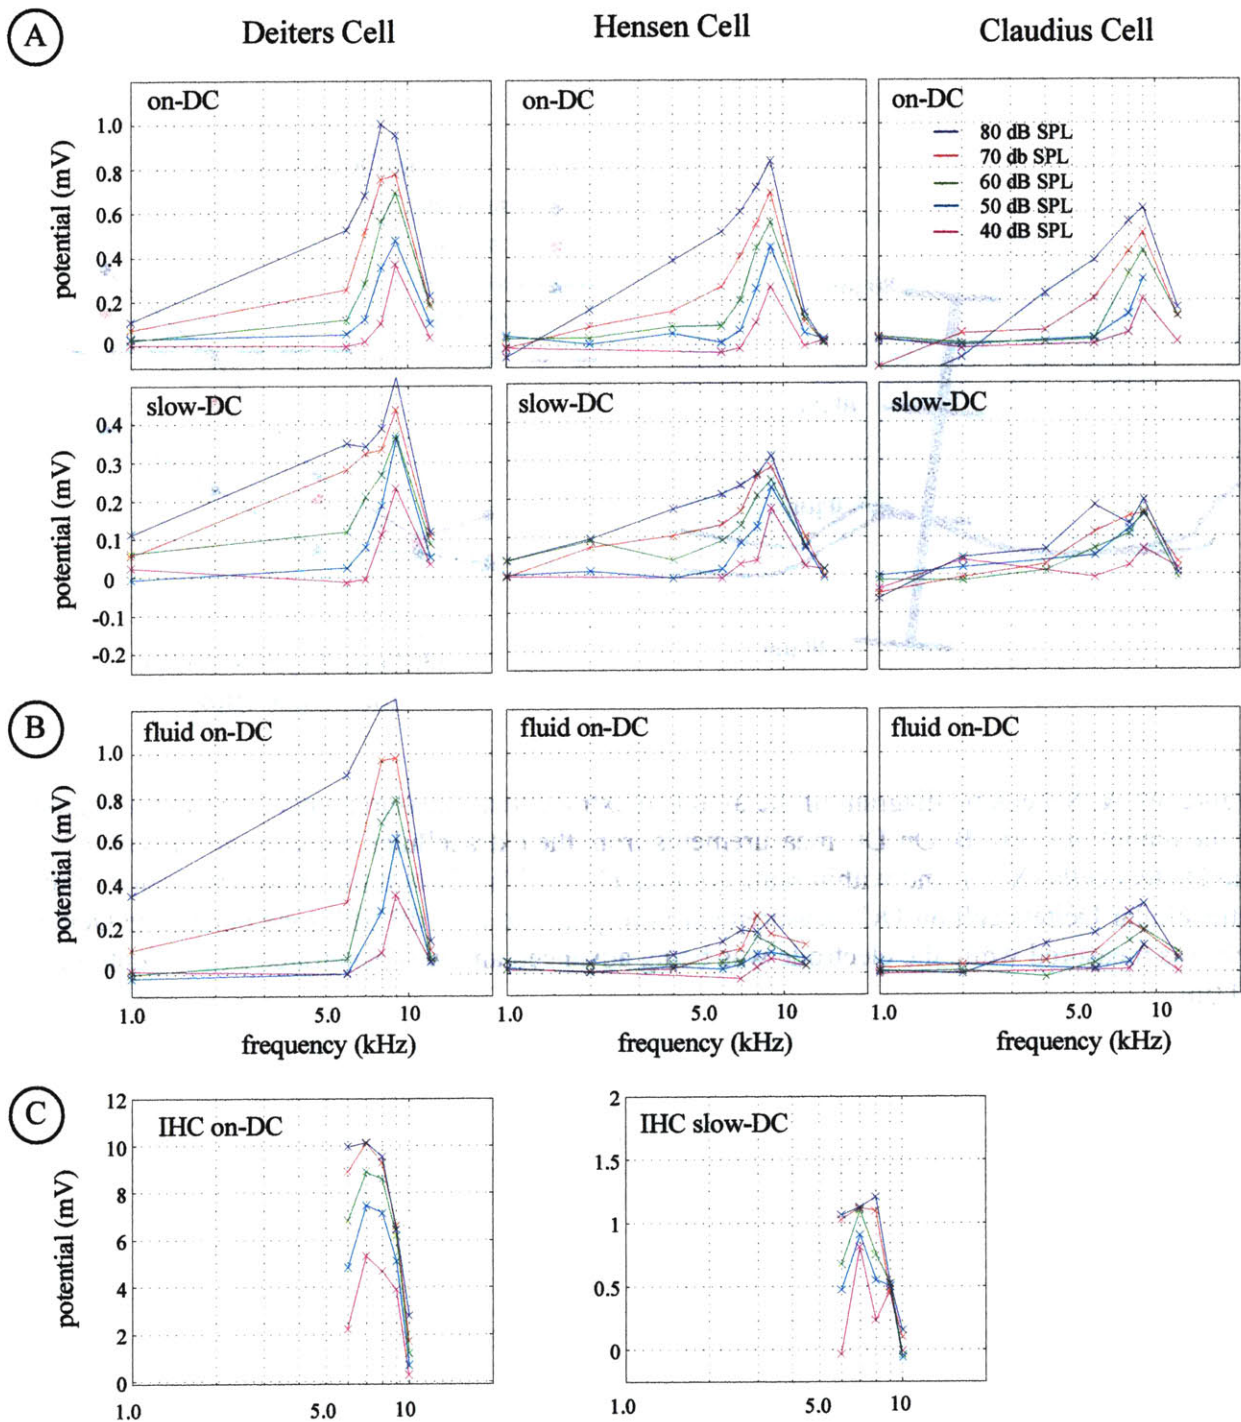 A
Deiters Cell
Hensen Cell
Claudius Cell
on-DC
on-DC
on-DC
80 dB SPL
70 db SPL
60 dB SPL
50 dB SPL
40 dB SPL
potential (mV)
1.0
0.8
0.6
0.4
0.2
0
slow-DC
slow-DC
slow-DC
potential (mV)
0.4
0.3
0.2
0.1
0
-0.1
-0.2
B
fluid on-DC
fluid on-DC
fluid on-DC
potential (mV)
1.0
0.8
0.6
0.4
0.2
0
1.0 5.0 10
1.0 5.0 10
1.0 5.0 10
frequency (kHz)
frequency (kHz)
frequency (kHz)
C
IHC on-DC
potential (mV)
12
10
8
6
4
2
0
1.0 5.0 10
IHC slow-DC
2
1.5
1
0.5
0
1.0 5.0 10